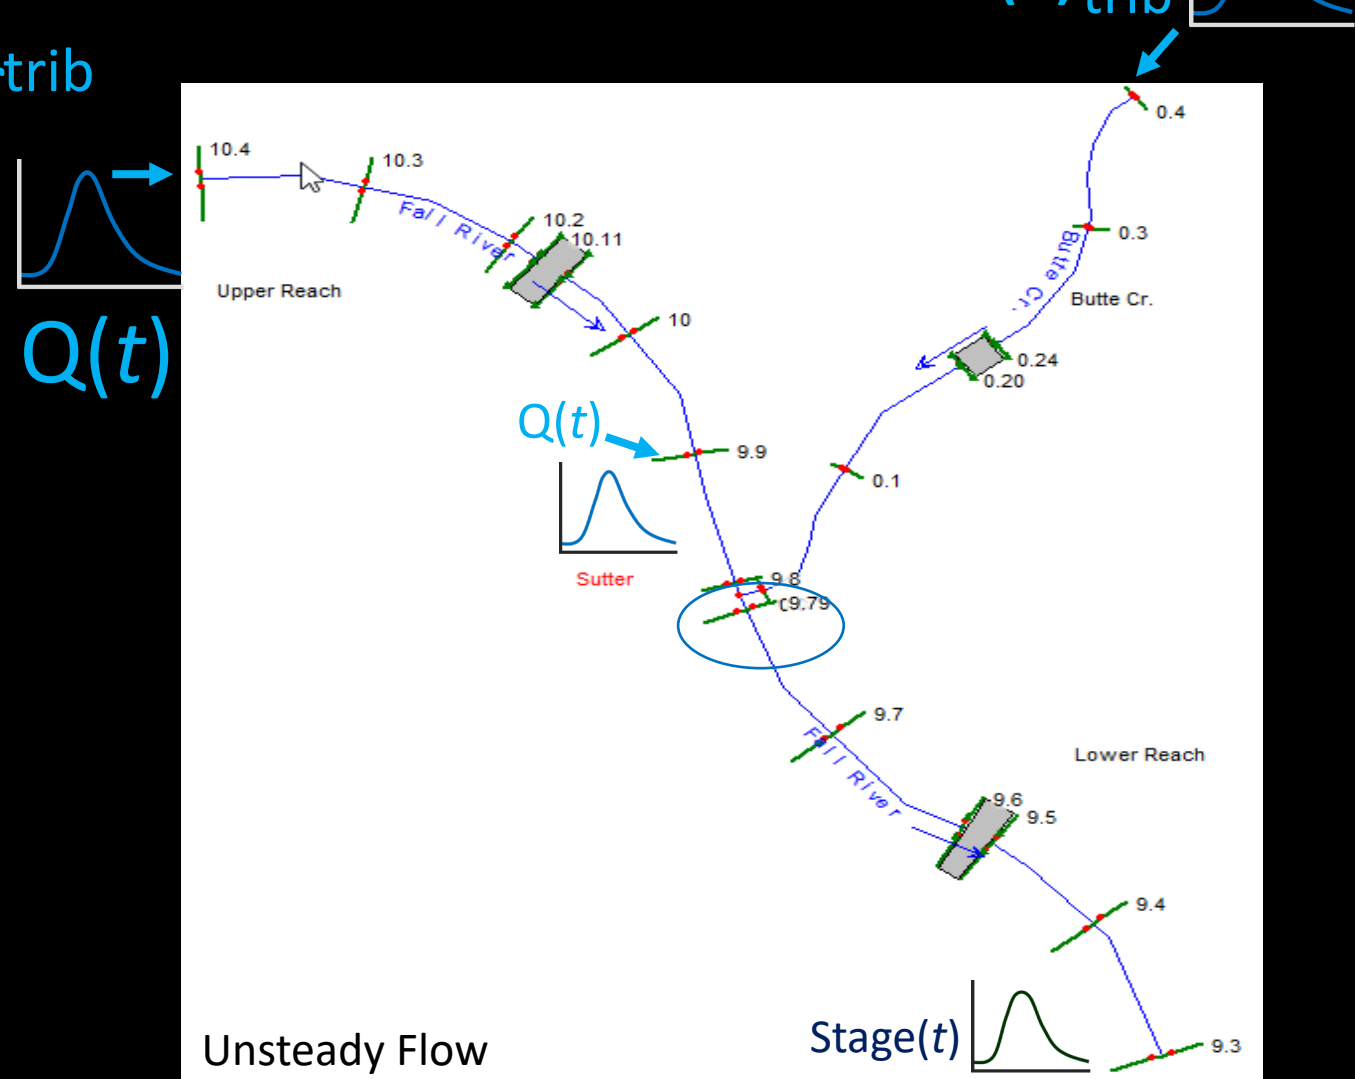 trib
trib
0.4
10.4
10.3
Fall River
10.2
10.11
0.3
Butte Cr.
Upper Reach
Butte Cr.
10
Q(t)
0.24
0.20
Q(t)
9.9
0.1
Sutter
9.8
9.79
9.7
Fall River
Lower Reach
9.6
9.5
9.4
Stage(t)
Unsteady Flow
9.3